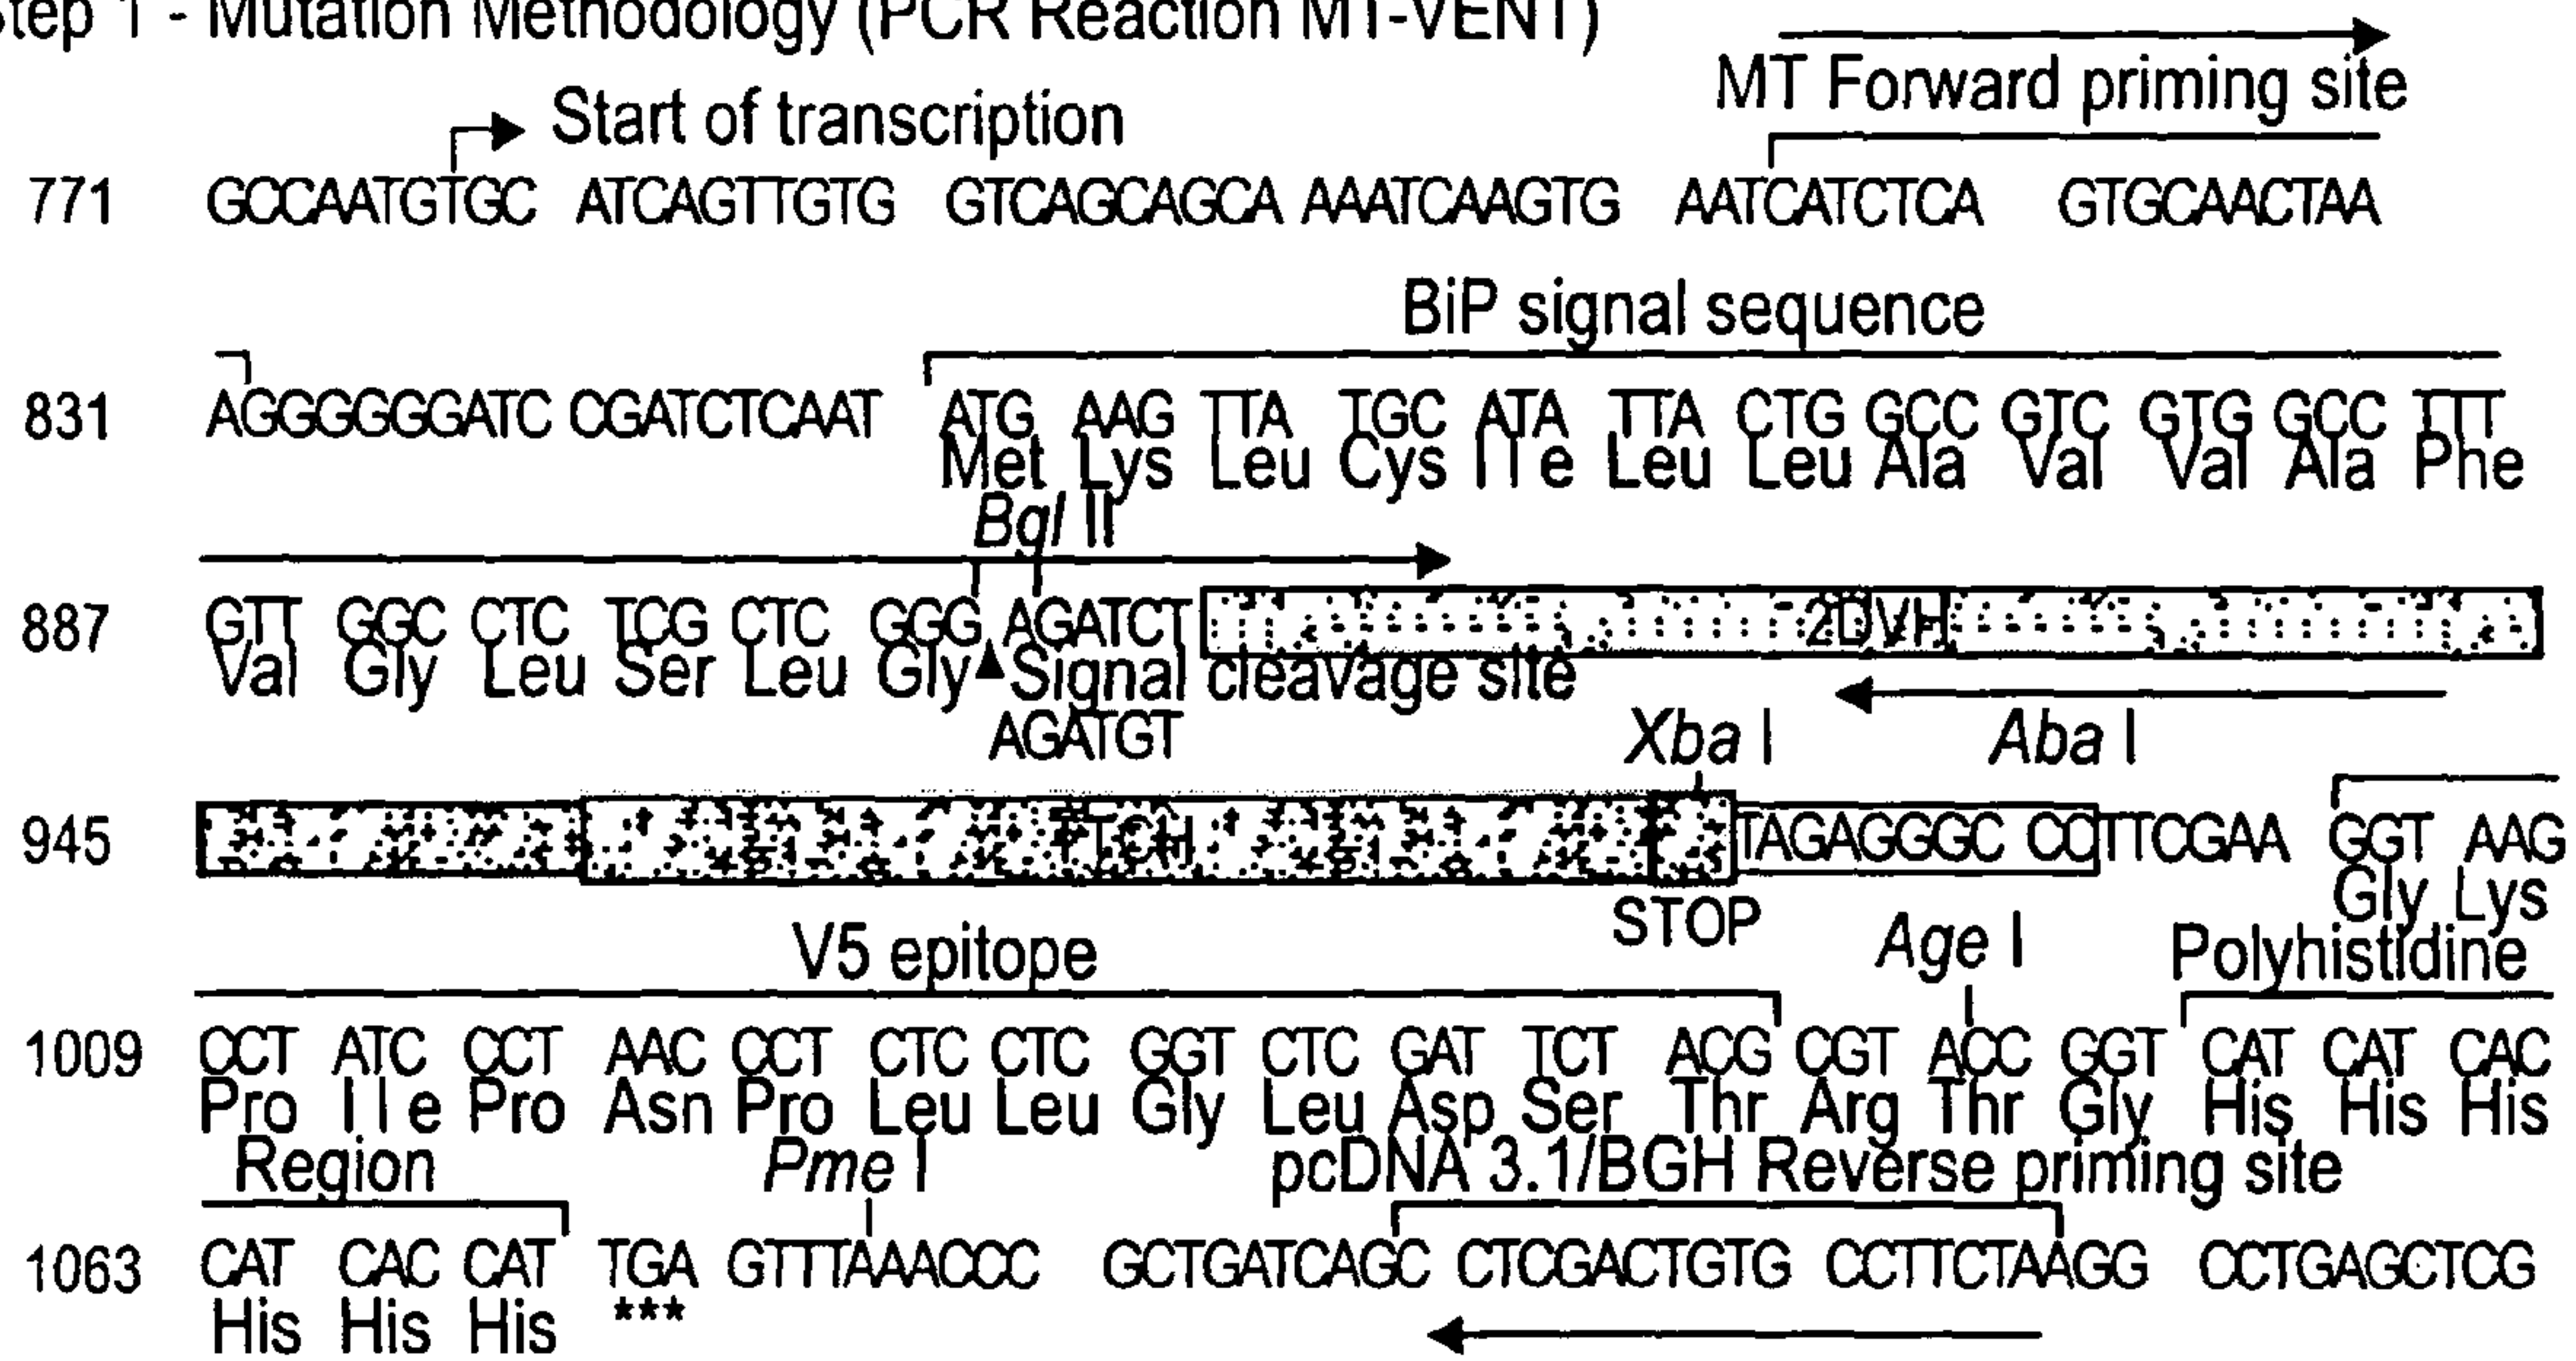 Step 1 - Mutation Methodology (PCR Reaction MT-VENT)
MT Forward priming site
Start of transcription
771 GCCAATGTGC ATCAGTTGTG GTCAGCAGCA AAATCAAGTG AATCATCTCA GTGCAACTAA
BiP signal sequence
831 AGGGGGGATC CGATCTCAAT ATG AAG TTA TGC ATA TTA CTG GCC GTC GTG GCC TTT
Met Lys Leu Cys Ile Leu Leu Ala Val Val Ala Phe
Bgl II
887 GTT GGC CTC TCG CTC GGG AGATCT 2DVH
Val Gly Leu Ser Leu Gly Signal cleavage site
AGATGT Xba I Aba I
945 TTCH TAGAGGGC CCTTCGAA GGT AAG
Gly Lys
STOP
V5 epitope Age I Polyhistidine
1009 CCT ATC CCT AAC CCT CTC CTC GGT CTC GAT TCT ACG CGT ACC GGT CAT CAT CAC
Pro Ile Pro Asn Pro Leu Leu Gly Leu Asp Ser Thr Arg Thr Gly His His His
Region Pme I pcDNA 3.1/BGH Reverse priming site
1063 CAT CAC CAT TGA GTTTAAACCC GCTGATCAGC CTCGACTGTG CCTTCTAAGG CCTGAGCTCG
His His His ***